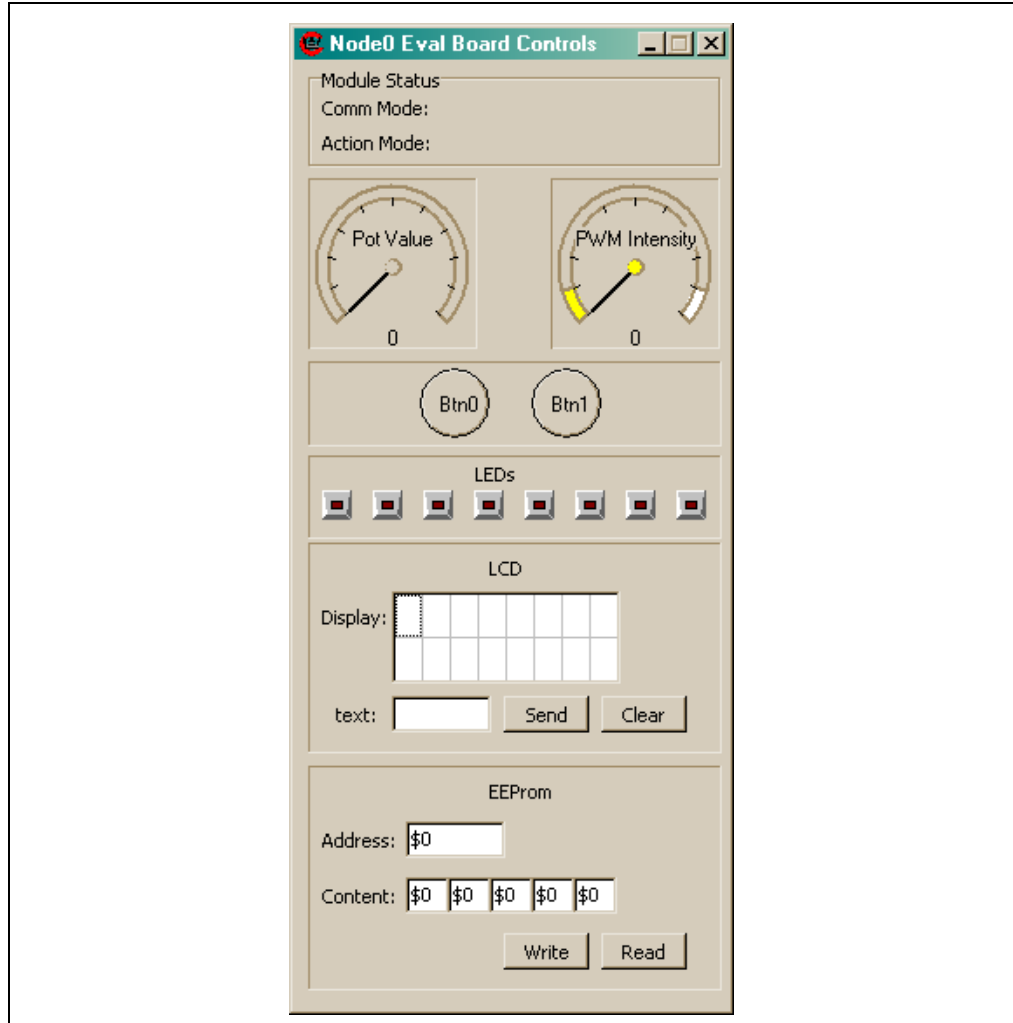 Node0 Eval Board Controls
Module Status
Comm Mode:
Action Mode:
Pot Value
PWM Intensity
0
0
Btn0
Btn1
LEDs
LCD
Display:
text:
Send
Clear
EEProm
Address: $0
Content: $0 $0 $0 $0 $0
Write
Read